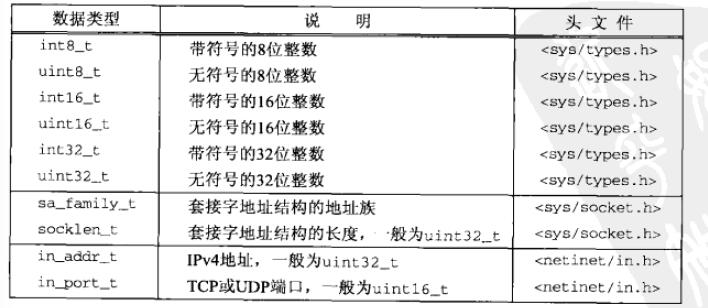 数据类型 说 明 头文件
int8_t 带符号的8位整数 <sys/types.h>
uint8_t 无符号的8位整数 <sys/types.h>
int16_t 带符号的16位整数 <sys/types.h>
uint16_t 无符号的16位整数 <sys/types.h>
int32_t 带符号的32位整数 <sys/types.h>
uint32_t 无符号的32位整数 <sys/types.h>
sa_family_t 套接字地址结构的地址族 <sys/socket.h>
socklen_t 套接字地址结构的长度，一般为uint32_t <sys/socket.h>
in_addr_t IPv4地址，一般为uint32_t <netinet/in.h>
in_port_t TCP或UDP端口，一般为uint16_t <netinet/in.h>